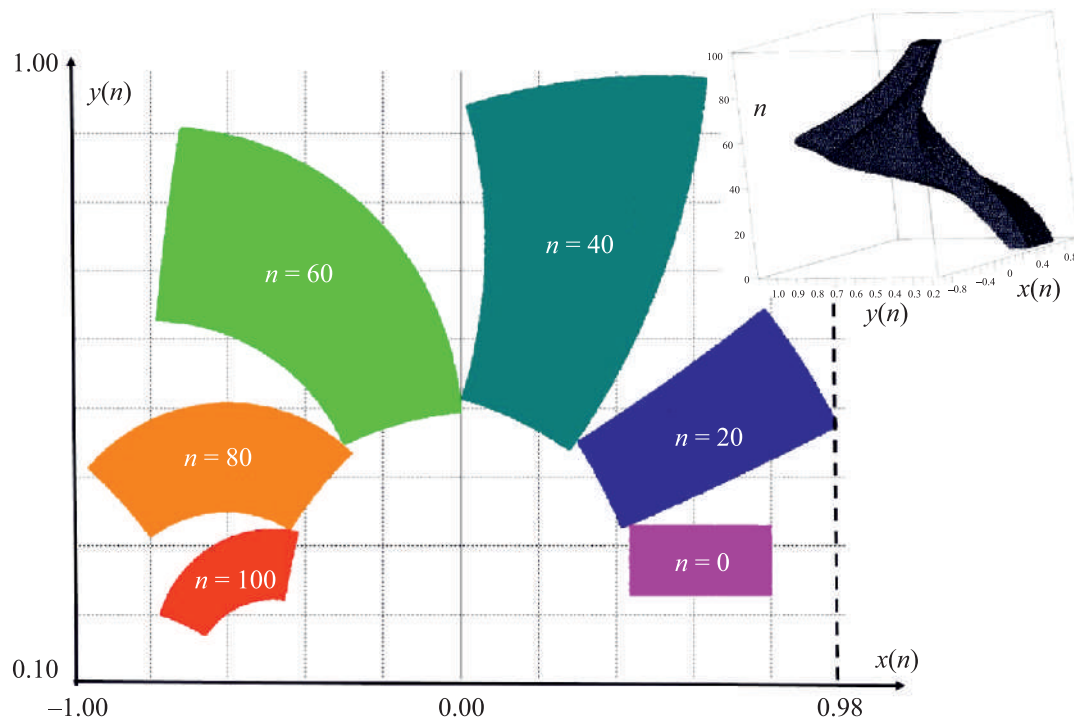 1.00
y(n)
n = 60
n = 40
n = 20
n = 80
n = 0
n = 100
0.10
x(n)
−1.00
0.00
0.98
100
80
60
40
20
0
n
1.0 0.9 0.8 0.7 0.6 0.5 0.4 0.3 0.2
y(n)
−0.8 −0.4 0 0.4 0.8
x(n)